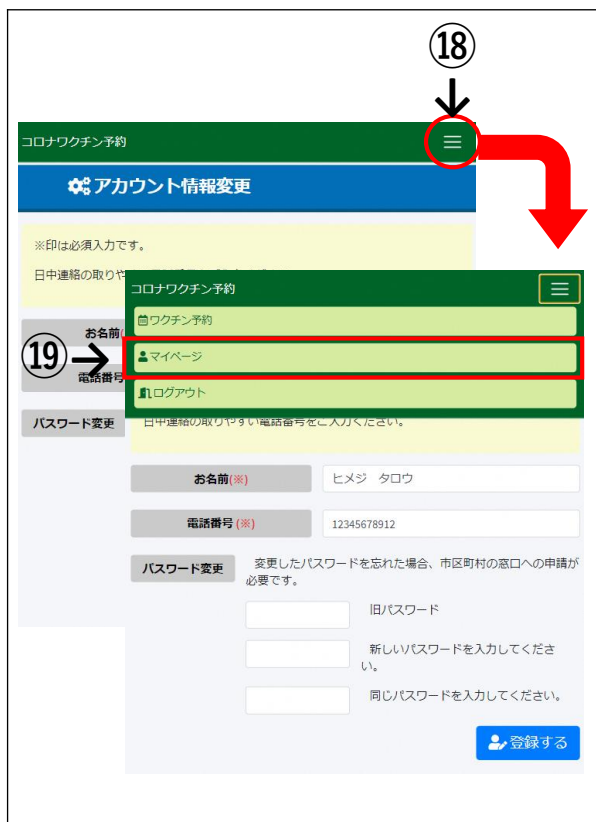 ⑱
コロナワクチン予約
アカウント情報変更
※印は必須入力です。
日中連絡の取りや
お名前(
⑲
電話番号
パスワード変更
コロナワクチン予約
ワクチン予約
マイページ
ログアウト
日中連絡の取りやすい電話番号をご入力ください。
お名前(※)
ヒメジ タロウ
電話番号(※)
12345678912
パスワード変更
変更したパスワードを忘れた場合、市区町村の窓口への申請が
必要です。
旧パスワード
新しいパスワードを入力してくださ
い。
同じパスワードを入力してください。
登録する